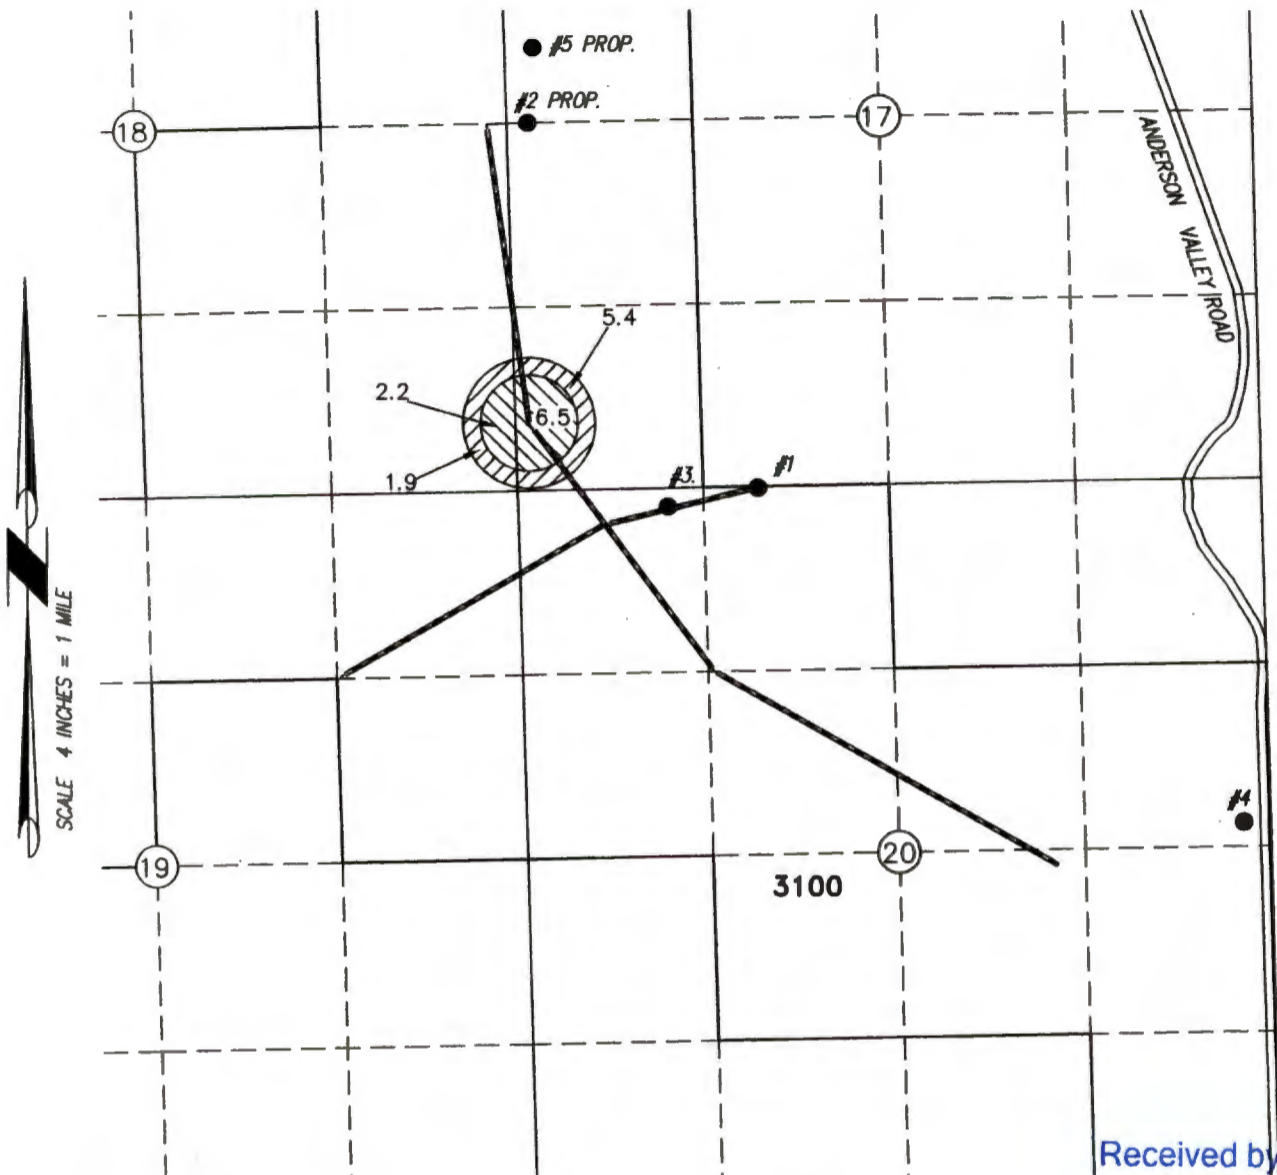 #5 PROP.
#2 PROP.
18
17
ANDERSON VALLEY ROAD
5.4
2.2
6.5
1.9
#3
#1
SCALE 4 INCHES = 1 MILE
#4
19
20
3100
Received by